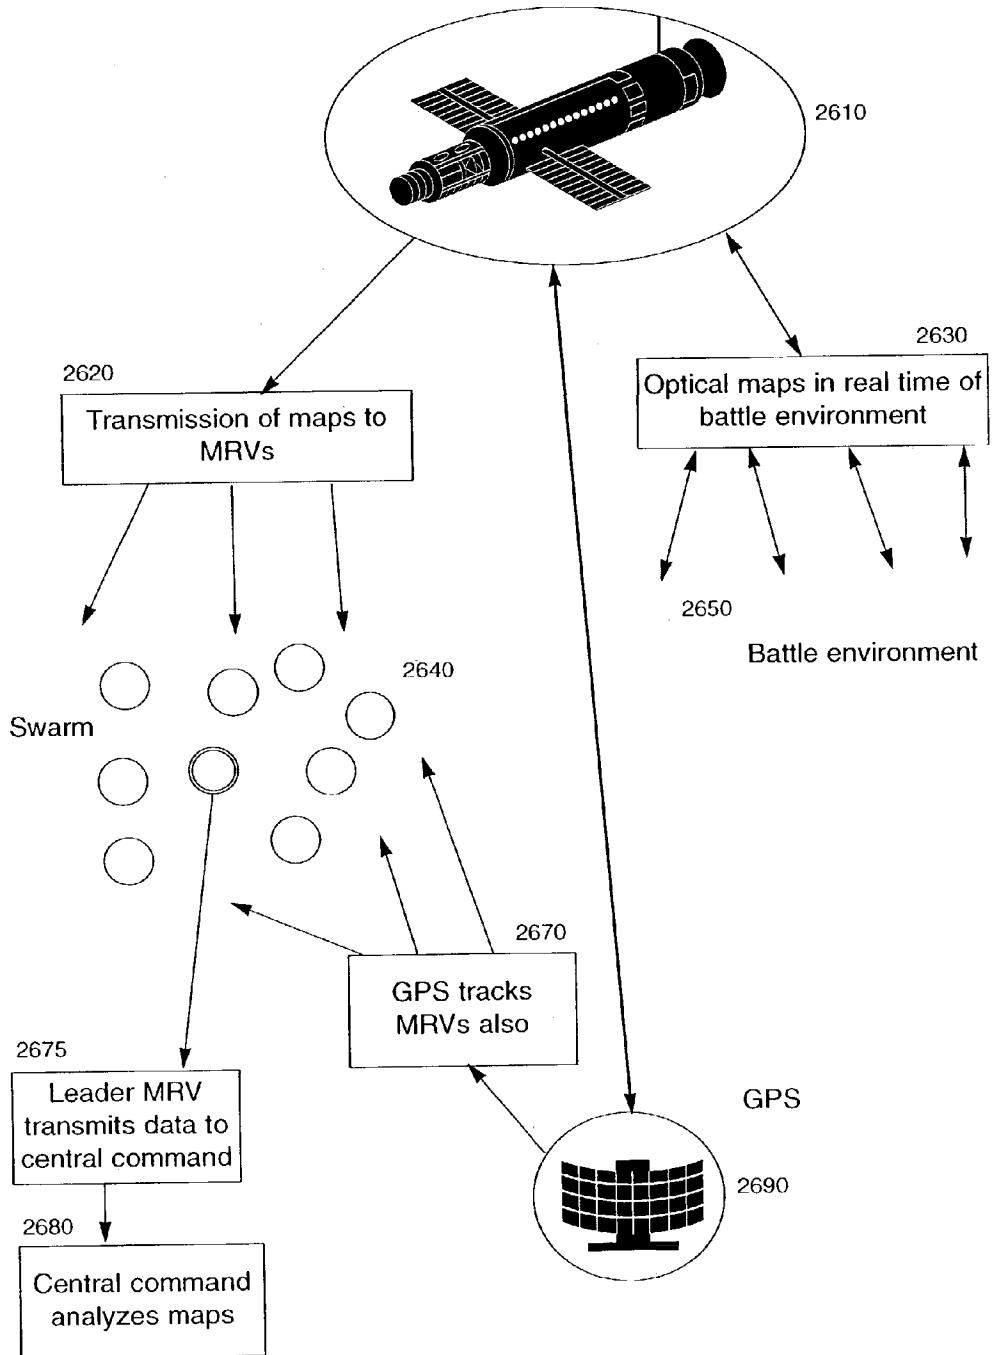 2610
2630
Optical maps in real time of
battle environment
2620
Transmission of maps to
MRVs
2650
Battle environment
2640
Swarm
2670
GPS tracks
MRVs also
2675
Leader MRV
transmits data to
central command
GPS
2690
2680
Central command
analyzes maps